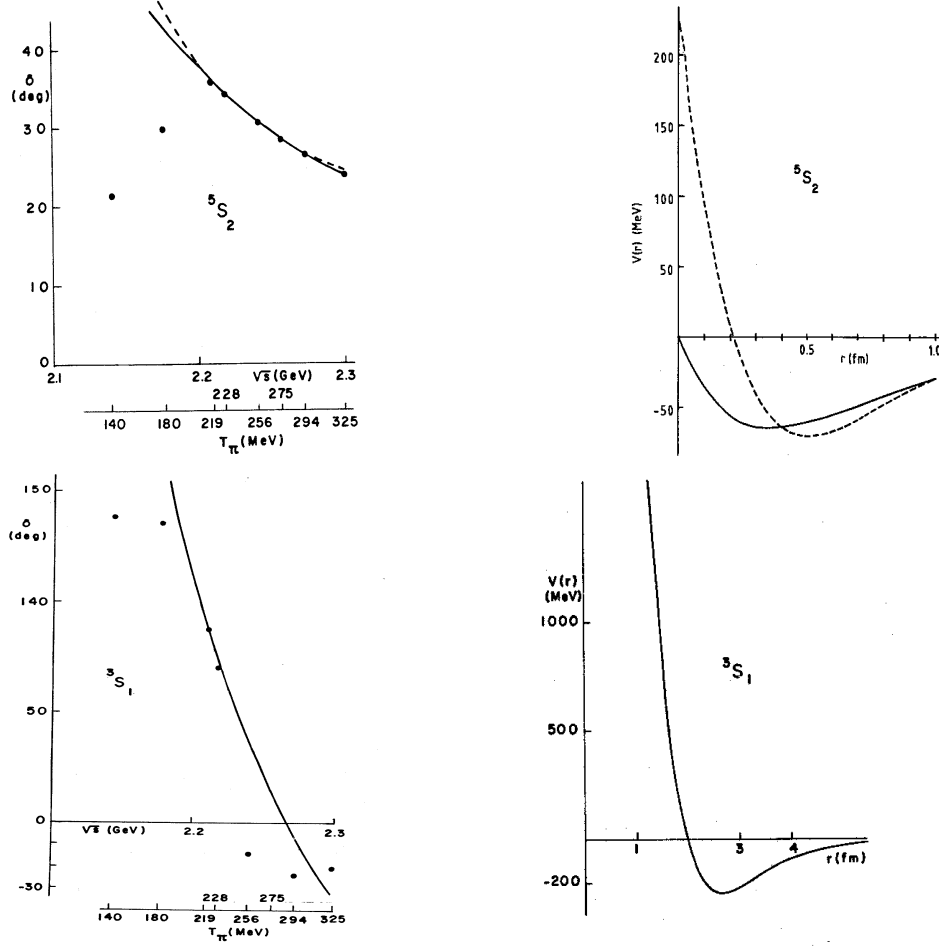 40
δ
(deg)
30
20
10
0
⁵S₂
2.1
2.2
√s (GeV)
2.3
228
275
140
180
219
256
294
325
Tπ(MeV)
200
150
100
50
-50
V(r) (MeV)
⁵S₂
0.5
1.0
r (fm)
150
δ
(deg)
140
50
0
-30
³S₁
√s (GeV)
2.2
2.3
228
275
140
180
219
256
294
325
Tπ(MeV)
V(r)
(MeV)
1000
500
-200
³S₁
1
3
4
r(fm)